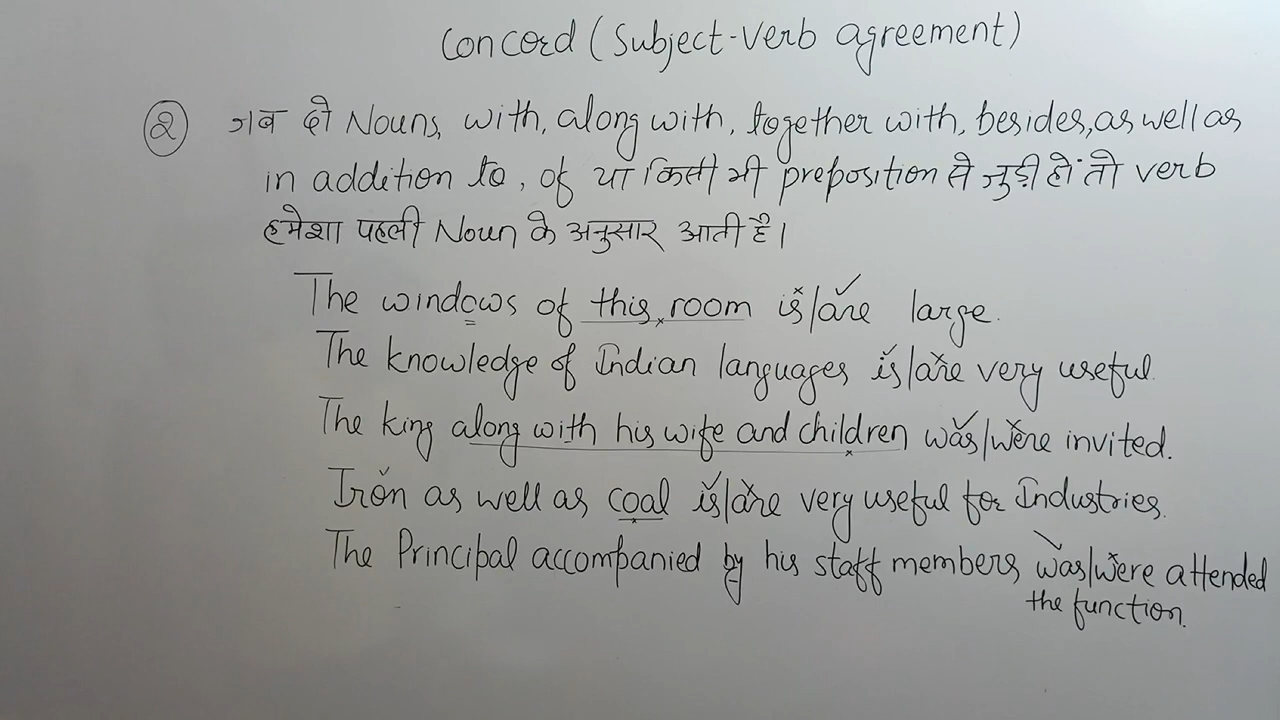 Concord (Subject-Verb agreement)
② जब दो Nouns, with, along with, together with, besides, as well as
in addition to, of या किसी भी preposition से जुड़ी हों तो verb
हमेशा पहली Noun के अनुसार आती है।
The windows of this room is/are large.
The knowledge of Indian languages is/are very useful.
The king along with his wife and children was/were invited.
Iron as well as coal is/are very useful for Industries.
The Principal accompanied by his staff members was/were attended
the function.